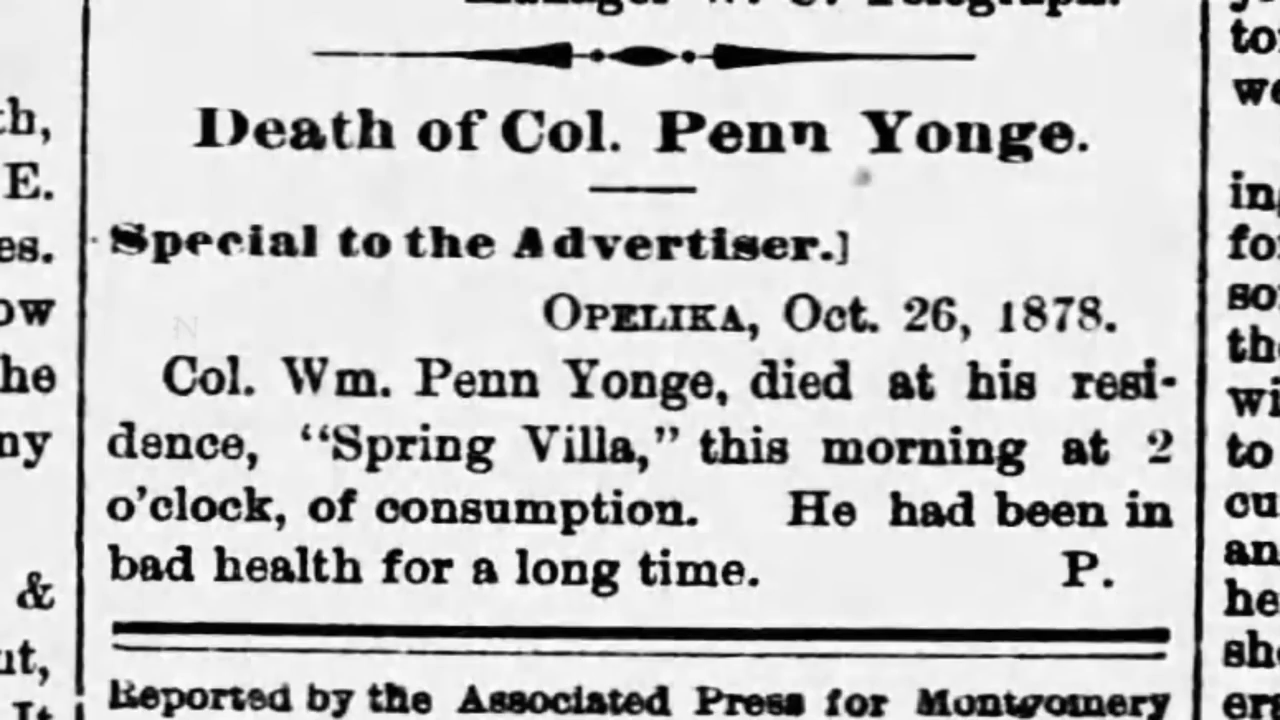 Death of Col. Penn Yonge.
Special to the Advertiser.]
OPELIKA, Oct. 26, 1878.
Col. Wm. Penn Yonge, died at his resi-
dence, "Spring Villa," this morning at 2
o'clock, of consumption. He had been in
bad health for a long time. P.
Reported by the Associated Press for Montgomery